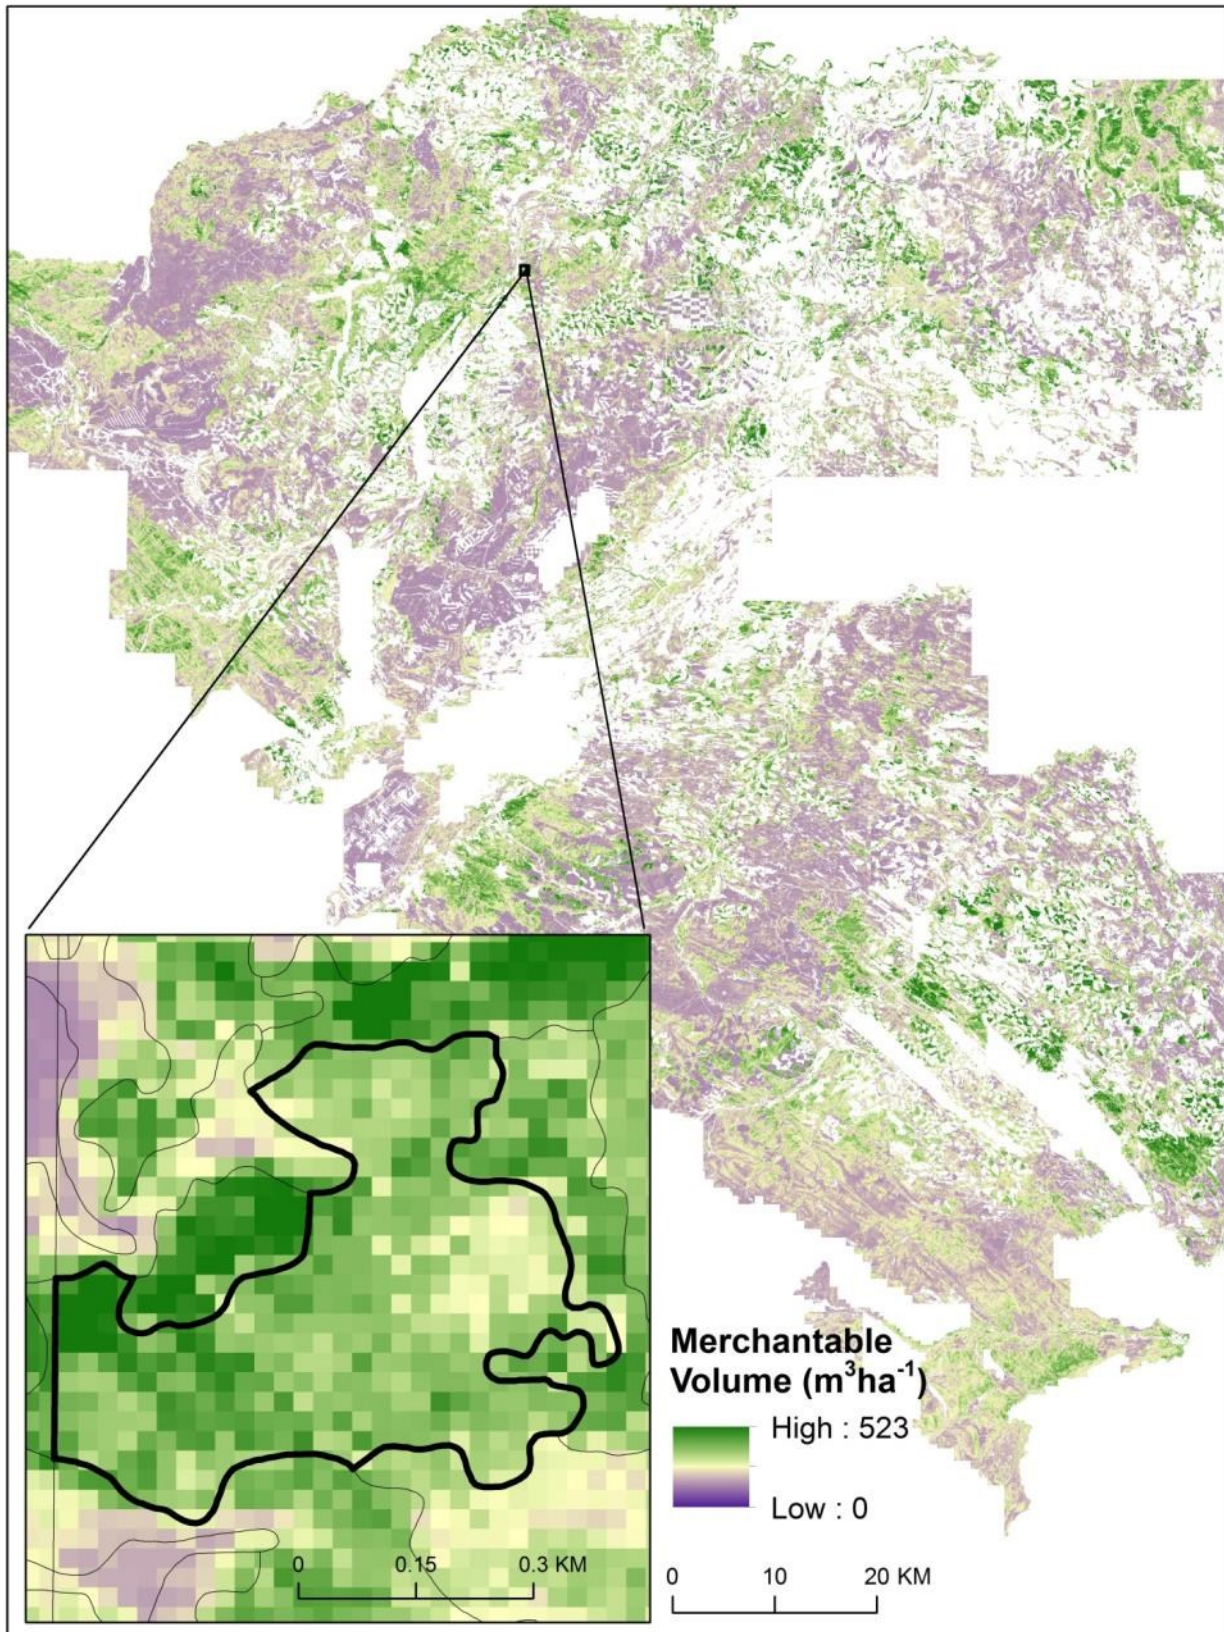 Merchantable
Volume (m³ha⁻¹)
High : 523
Low : 0
0 0.15 0.3 KM
0 10 20 KM